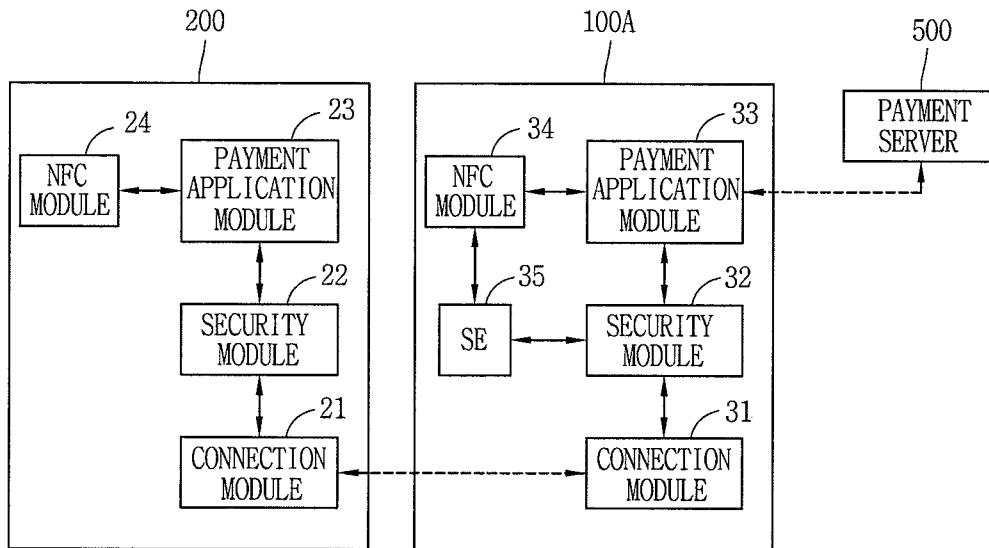 200
100A
500
24
23
34
33
PAYMENT
SERVER
NFC
MODULE
PAYMENT
APPLICATION
MODULE
NFC
MODULE
PAYMENT
APPLICATION
MODULE
22
35
32
SECURITY
MODULE
SE
SECURITY
MODULE
21
31
CONNECTION
MODULE
CONNECTION
MODULE